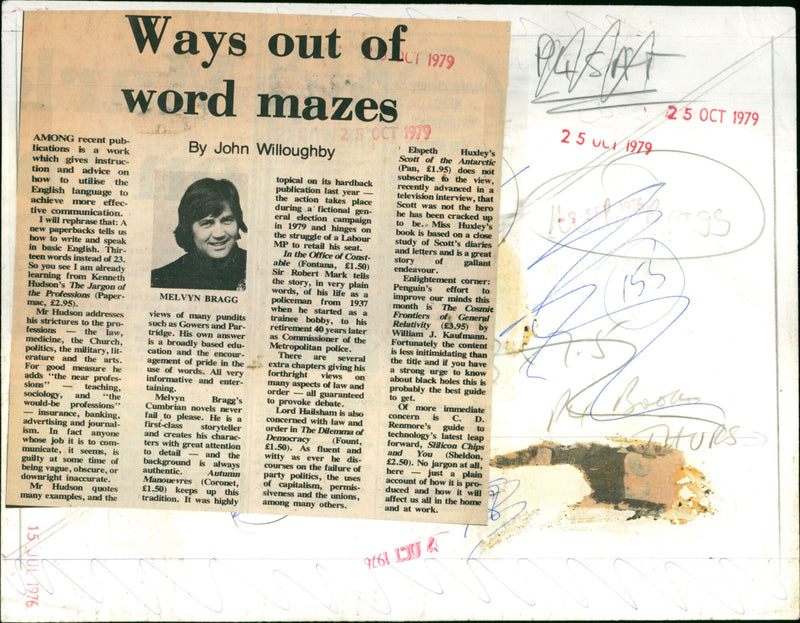 Ways out of
word mazes
By John Willoughby
AMONG recent pub-
lications is a work
which gives instruc-
tion and advice on
how to utilise the
English language to
achieve more effec-
tive communication.
I will rephrase that: A
new paperbacks tells us
how to write and speak
in basic English. Thir-
teen words instead of 23.
So you see I am already
learning from Kenneth
Hudson's The Jargon of
the Professions (Paper-
mac, £2.95).
Mr Hudson addresses
his strictures to the pro-
fessions — the law,
medicine, the Church,
politics, the military, lit-
erature and the arts.
For good measure he
adds "the near profes-
sions" — teaching,
sociology, and "the
would-be professions"
— insurance, banking,
advertising and journal-
ism. In fact anyone
whose job it is to com-
municate, it seems, is
guilty at some time of
being vague, obscure, or
downright inaccurate.
Mr Hudson quotes
many examples, and the
MELVYN BRAGG
views of many pundits
such as Gowers and Par-
tridge. His own answer
is a broadly based edu-
cation and the encour-
agement of pride in the
use of words. All very
informative and enter-
taining.
Melvyn Bragg's
Cumbrian novels never
fail to please. He is a
first-class storyteller
and creates his charac-
ters with great attention
to detail — and the
background is always
authentic. Autumn
Manouevres (Coronet,
£1.50) keeps up this
tradition. It was highly
topical on its hardback
publication last year —
the action takes place
during a fictional gen-
eral election campaign
in 1979 and hinges on
the struggle of a Labour
MP to retail his seat.
In the Office of Const-
able (Fontana, £1.50)
Sir Robert Mark tells
the story, in very plain
words, of his life as a
policeman from 1937
when he started as a
trainee bobby, to his
retirement 40 years later
as Commissioner of the
Metropolitan police.
There are several
extra chapters giving his
forthright views on
many aspects of law and
order — all guaranteed
to provoke debate.
Lord Hailsham is also
concerned with law and
order in The Dilemma of
Democracy (Fount,
£1.50). As fluent and
witty as ever he dis-
courses on the failure of
party politics, the uses
of capitalism, permis-
siveness and the unions,
among many others.
Elspeth Huxley's
Scott of the Antarctic
(Pan, £1.95) does not
subscribe to the view,
recently advanced in a
television interview, that
Scott was not the hero
he has been cracked up
to be. Miss Huxley's
book is based on a close
study of Scott's diaries
and letters and is a great
story of gallant
endeavour.
Enlightenment corner:
Penguin's effort to
improve our minds this
month is The Cosmic
Frontiers of General
Relativity (£3.95) by
William J. Kaufmann.
Fortunately the content
is less initimidating than
the title and if you have
a strong urge to know
about black holes this is
probably the best guide
to get.
Of more immediate
concern is C. D.
Renmore's guide to
technology's latest leap
forward, Slilicon Chips
and You (Sheldon,
£2.50). No jargon at all,
here — just a plain
account of how it is pro-
duced and how it will
affect us all in the home
and at work.
OCT 1979
25 OCT 1979
25 OCT 1979
25 OCT 1979
1976
Bragg
155
Book
THURS
OCT 1976
15 JUL 1976